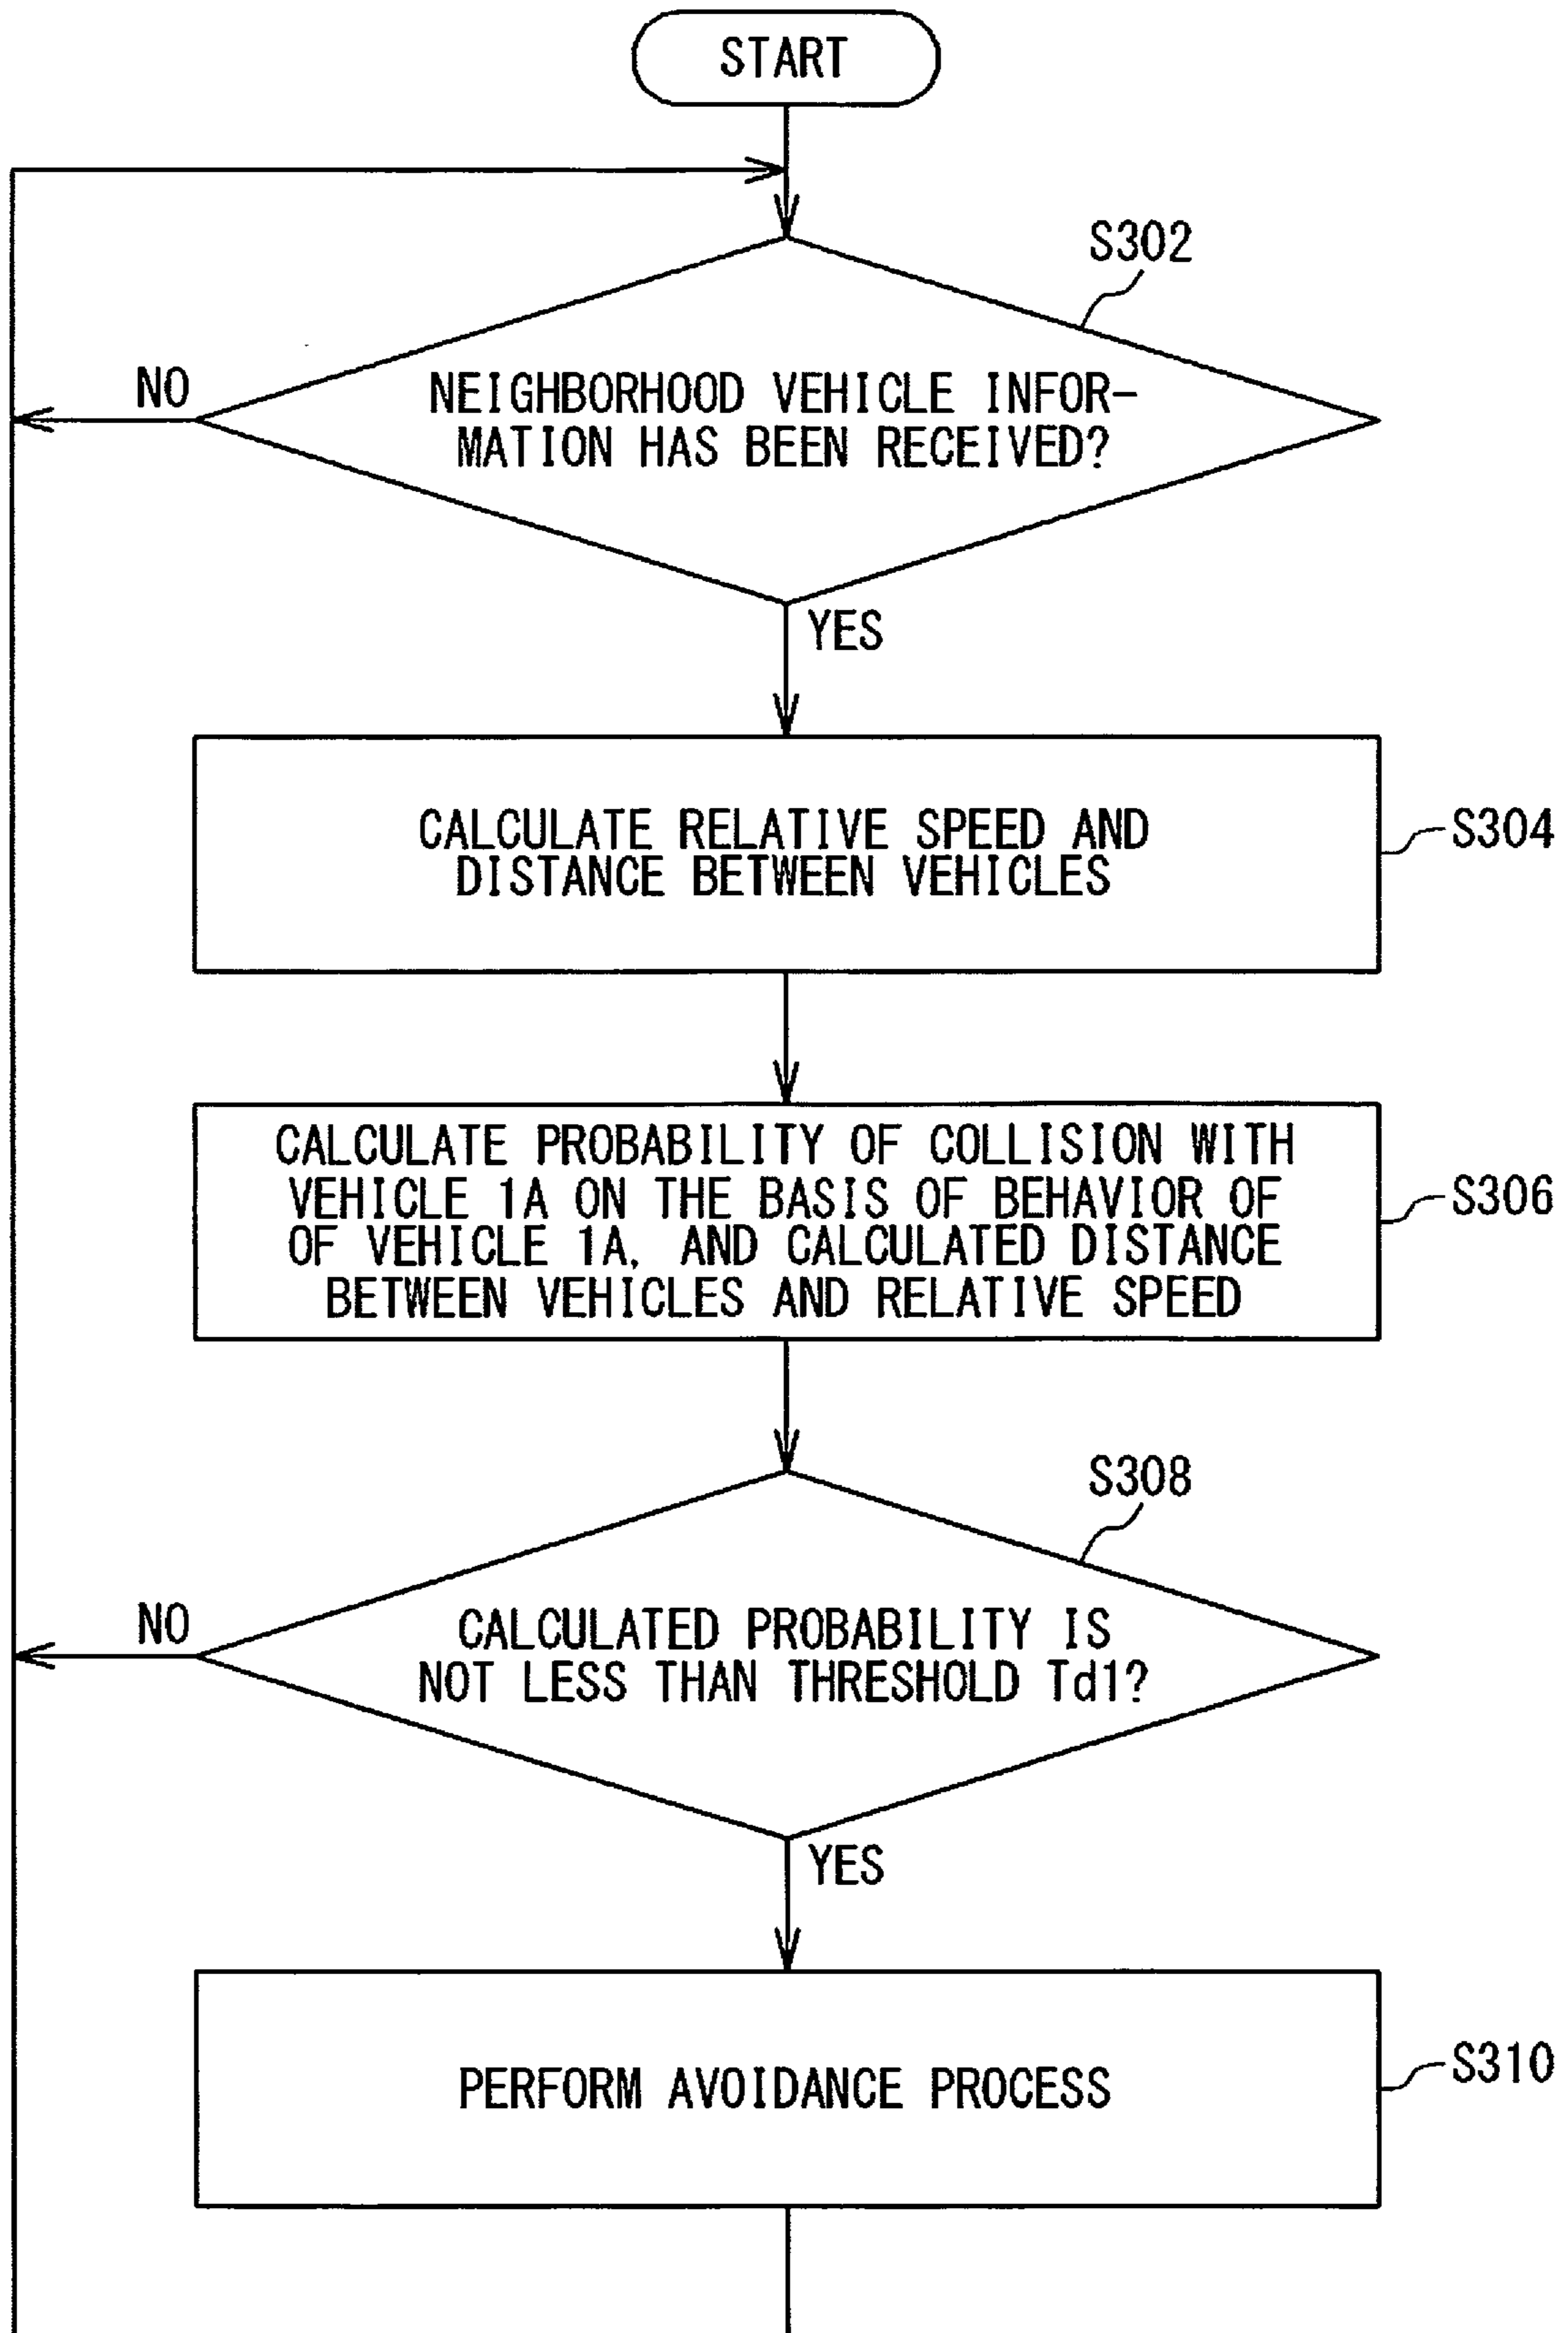 START
S302
NO
NEIGHBORHOOD VEHICLE INFOR-
MATION HAS BEEN RECEIVED?
YES
CALCULATE RELATIVE SPEED AND
DISTANCE BETWEEN VEHICLES
S304
CALCULATE PROBABILITY OF COLLISION WITH
VEHICLE 1A ON THE BASIS OF BEHAVIOR OF
OF VEHICLE 1A, AND CALCULATED DISTANCE
BETWEEN VEHICLES AND RELATIVE SPEED
S306
S308
NO
CALCULATED PROBABILITY IS
NOT LESS THAN THRESHOLD Td1?
YES
PERFORM AVOIDANCE PROCESS
S310